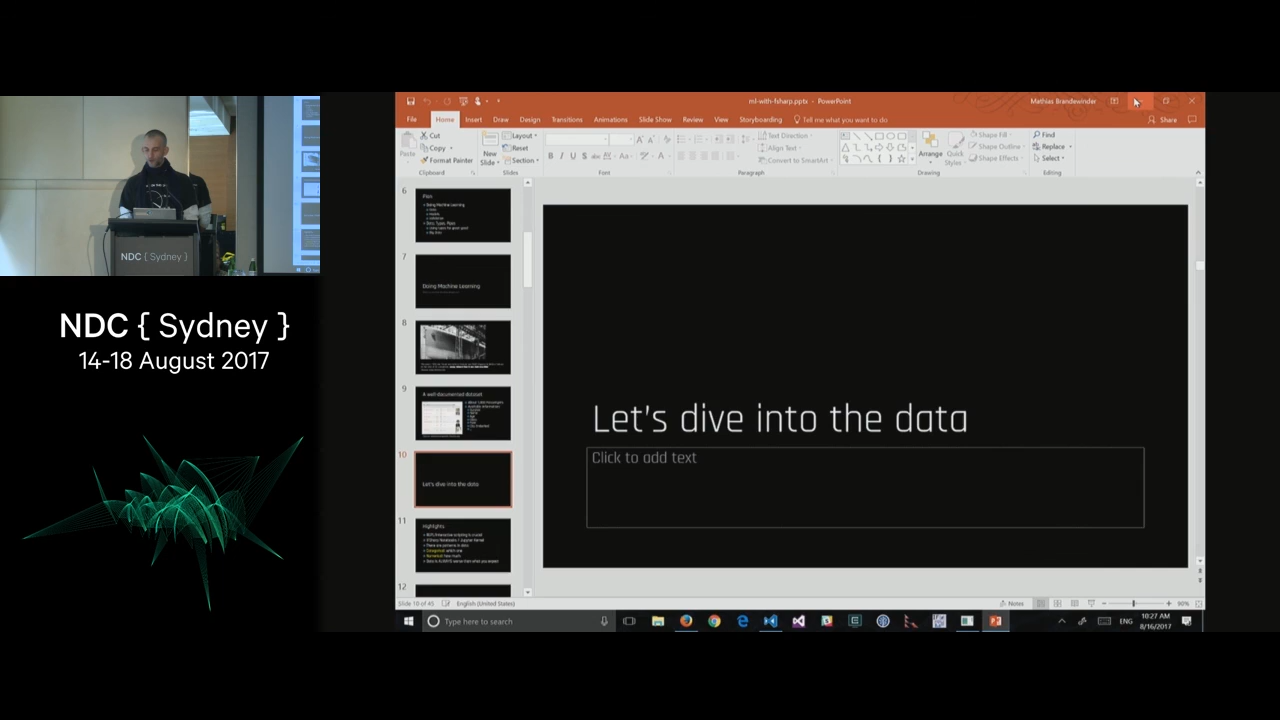 NDC { Sydney }
NDC { Sydney }
14-18 August 2017
ml-with-fsharp.pptx - PowerPoint
Mathias Brandewinder
File Home Insert Draw Design Transitions Animations Slide Show Review View Storyboarding Tell me what you want to do Share
Paste
Cut
Copy
Format Painter
Clipboard
New Slide
Layout
Reset
Section
Slides
Font
Text Direction
Align Text
Convert to SmartArt
Paragraph
Arrange
Quick Styles
Shape Fill
Shape Outline
Shape Effects
Drawing
Find
Replace
Select
Editing
6
Plan
Doing Machine Learning
7
Doing Machine Learning
8
9
A well-documented dataset
10
Let's dive into the data
11
Highlights
12
Let's dive into the data
Click to add text
Slide 10 of 45 English (United States)
Notes
90%
Type here to search
ENG
10:27 AM
8/16/2017